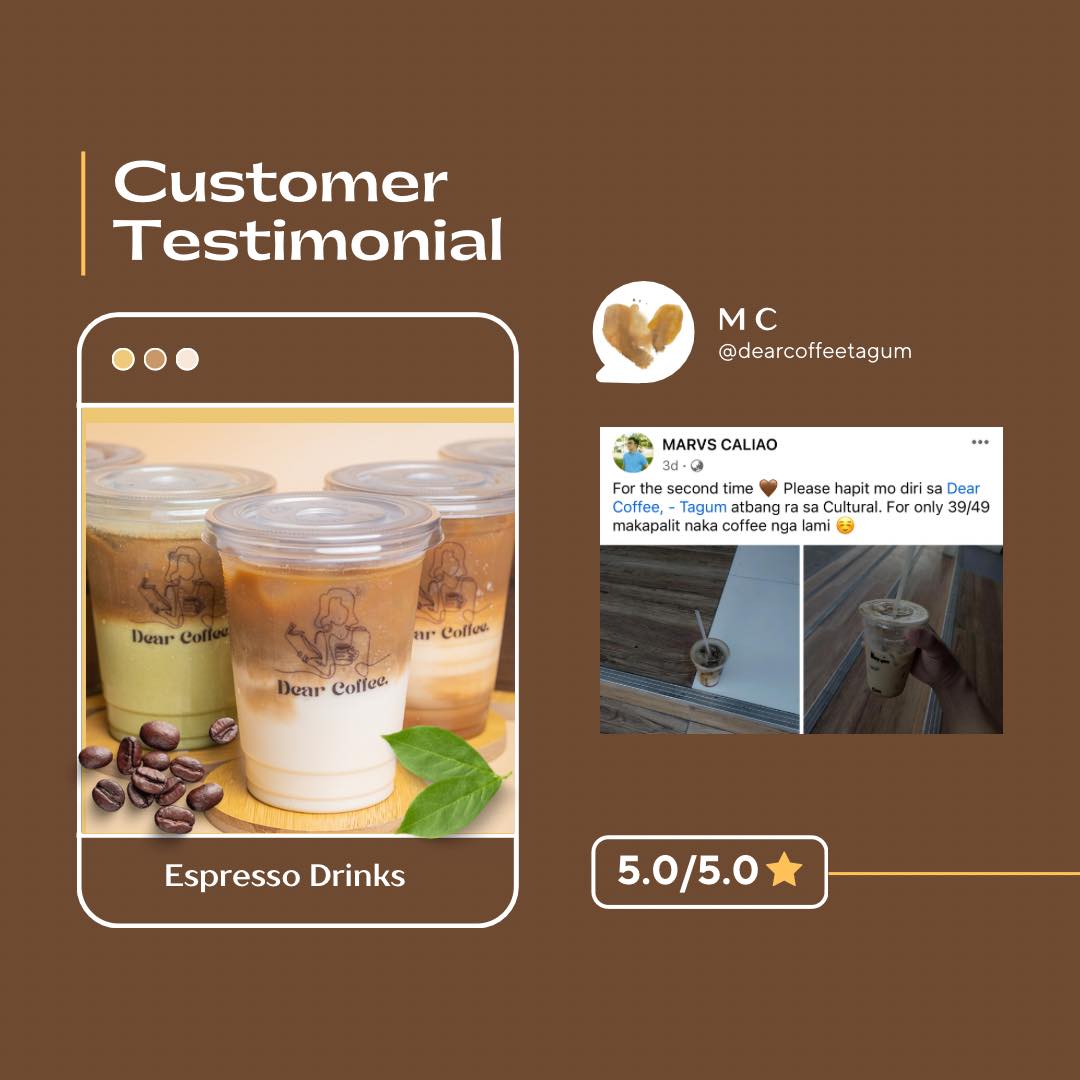 Customer
Testimonial
M C
@dearcoffeetagum
MARVS CALIAO
3d ·
For the second time 🤎 Please hapit mo diri sa Dear
Coffee, - Tagum atbang ra sa Cultural. For only 39/49
makapalit naka coffee nga lami ☺️
Dear Coffee.
Dear Coffee.
ar Coffee.
Espresso Drinks
5.0/5.0